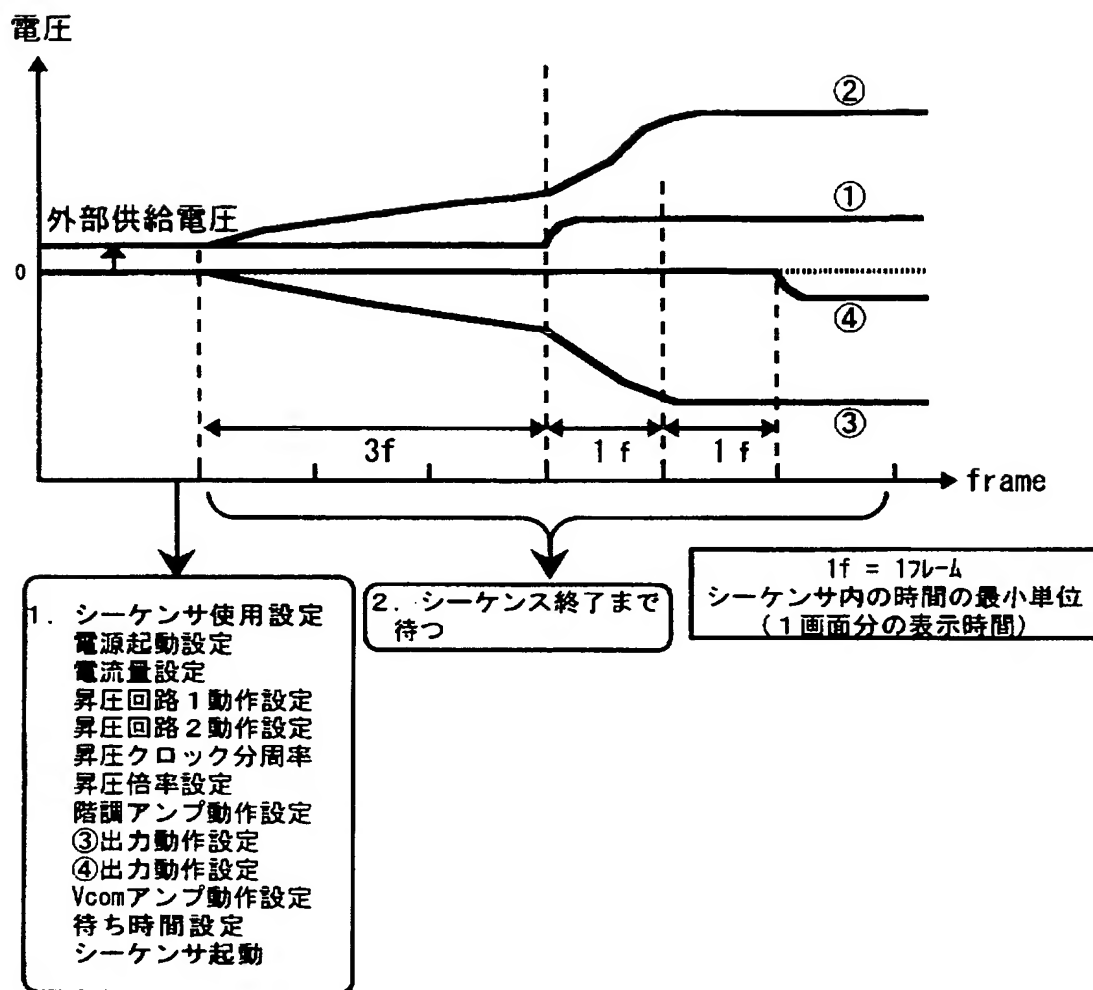 電圧
②
①
外部供給電圧
0
④
③
3f
1 f
1 f
frame
1. シーケンサ使用設定
電源起動設定
電流量設定
昇圧回路１動作設定
昇圧回路２動作設定
昇圧クロック分周率
昇圧倍率設定
階調アンプ動作設定
③出力動作設定
④出力動作設定
Vcomアンプ動作設定
待ち時間設定
シーケンサ起動
2. シーケンス終了まで
待つ
1f = 1ﾌﾚｰﾑ
シーケンサ内の時間の最小単位
（１画面分の表示時間）